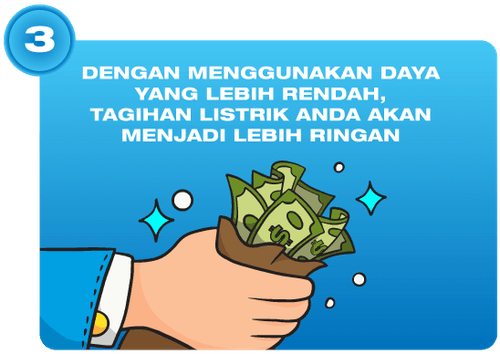 3
DENGAN MENGGUNAKAN DAYA
YANG LEBIH RENDAH,
TAGIHAN LISTRIK ANDA AKAN
MENJADI LEBIH RINGAN
$
$